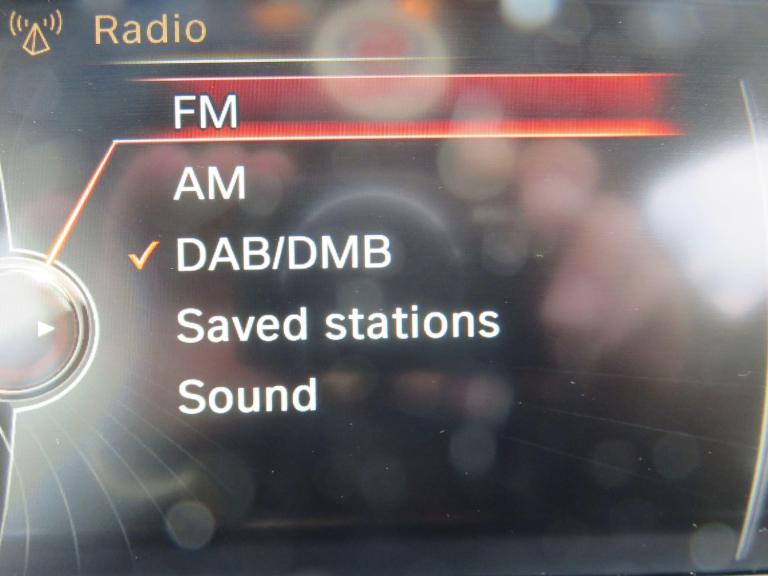 Radio
FM
AM
DAB/DMB
Saved stations
Sound